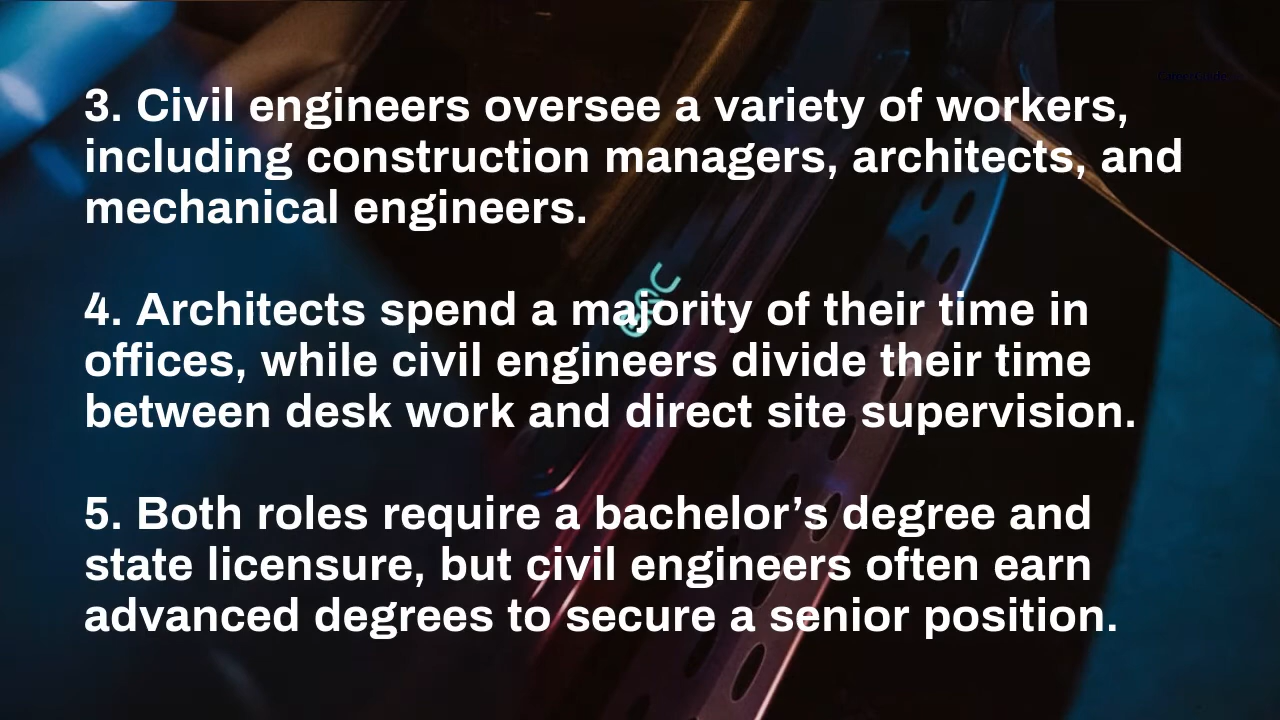 3. Civil engineers oversee a variety of workers,
including construction managers, architects, and
mechanical engineers.
4. Architects spend a majority of their time in
offices, while civil engineers divide their time
between desk work and direct site supervision.
5. Both roles require a bachelor’s degree and
state licensure, but civil engineers often earn
advanced degrees to secure a senior position.